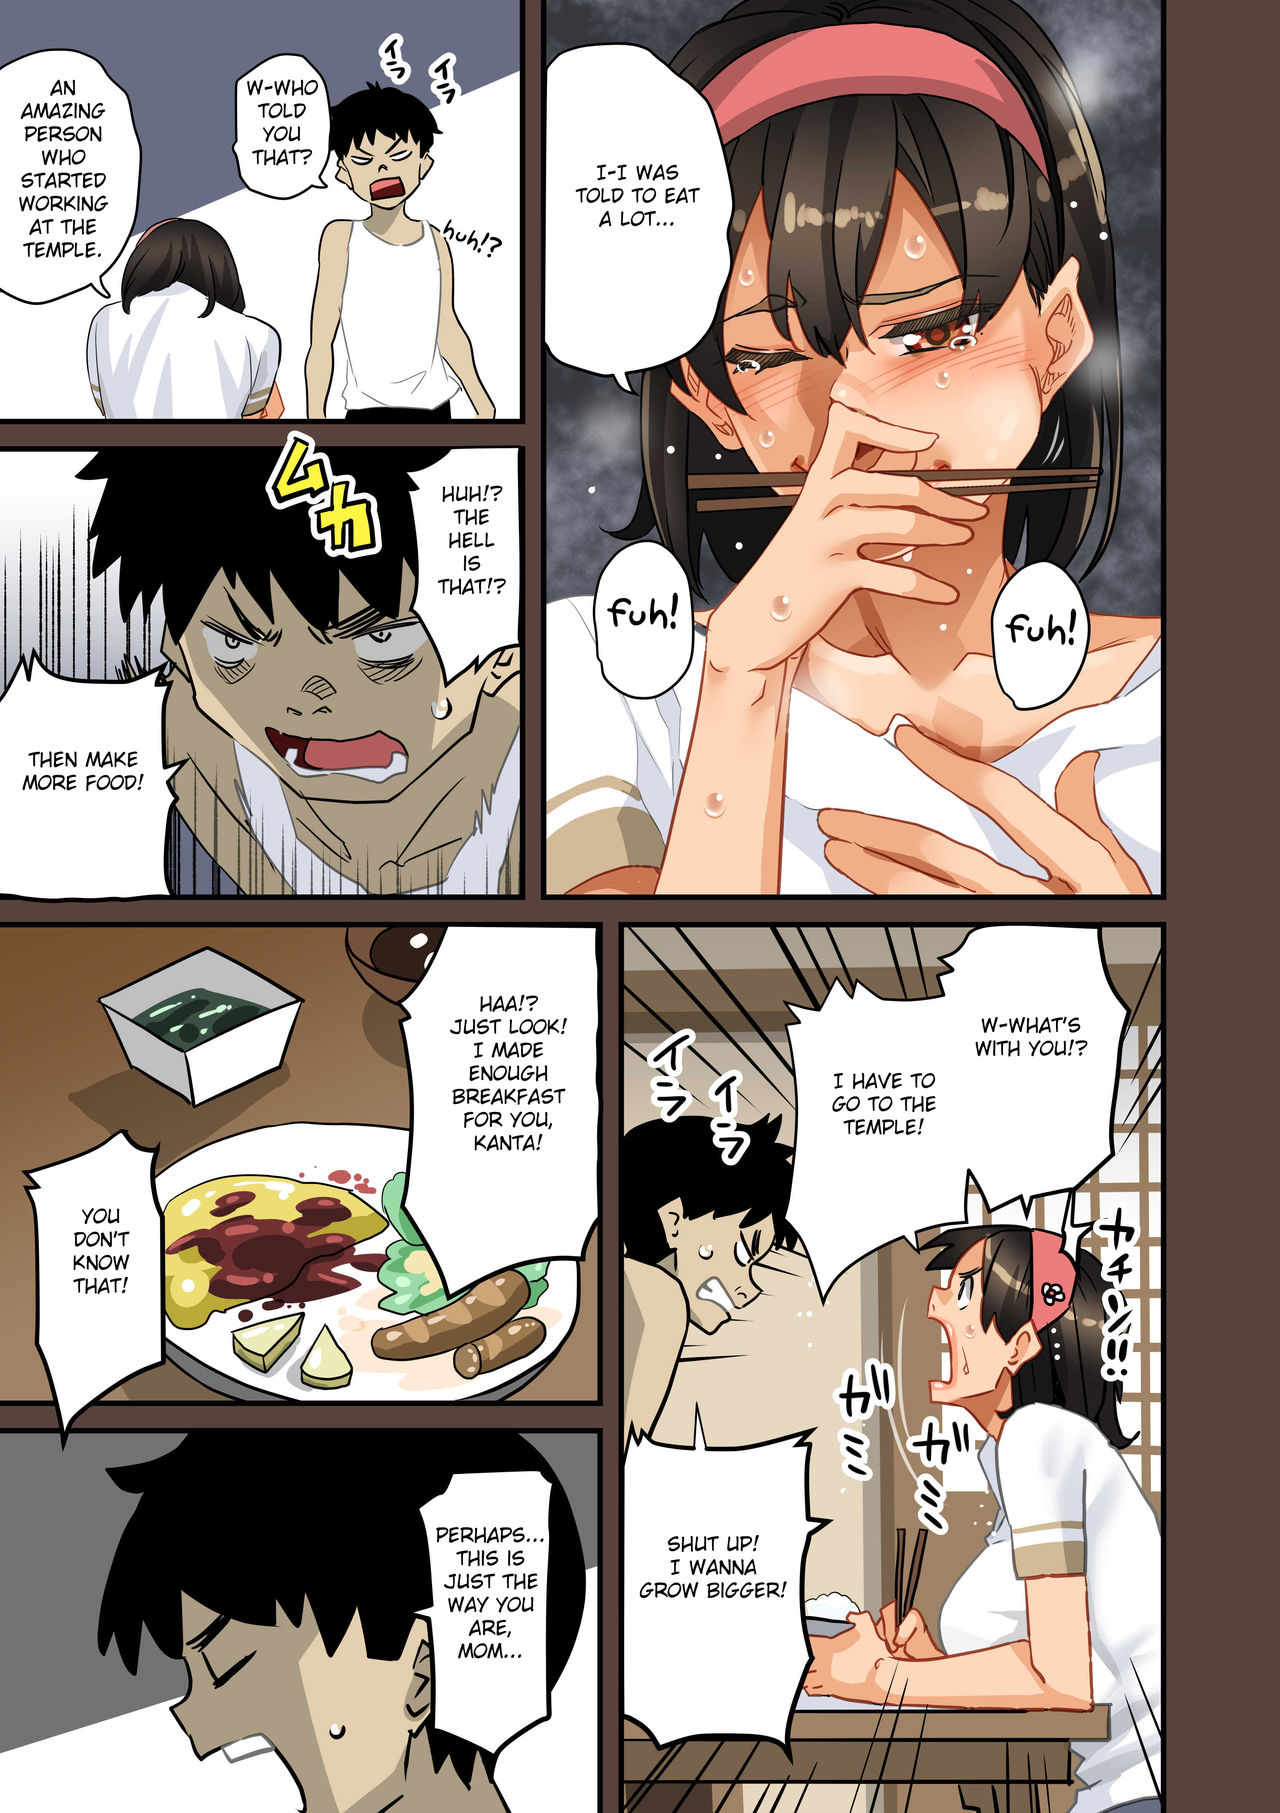 I-I WAS
TOLD TO EAT
A LOT...
fuh!
fuh!
イラ
イラ
W-WHO
TOLD
YOU
THAT?
huh!?
AN
AMAZING
PERSON
WHO
STARTED
WORKING
AT THE
TEMPLE.
ムカ
HUH!?
THE
HELL
IS
THAT!?
THEN MAKE
MORE FOOD!
W-WHAT'S
WITH YOU!?
I HAVE TO
GO TO THE
TEMPLE!
イラ
イラ
カチン!!!
ガミ
ガミ
SHUT UP!
I WANNA
GROW BIGGER!
HAA!?
JUST LOOK!
I MADE
ENOUGH
BREAKFAST
FOR YOU,
KANTA!
YOU
DON'T
KNOW
THAT!
PERHAPS...
THIS IS
JUST THE
WAY YOU
ARE,
MOM...